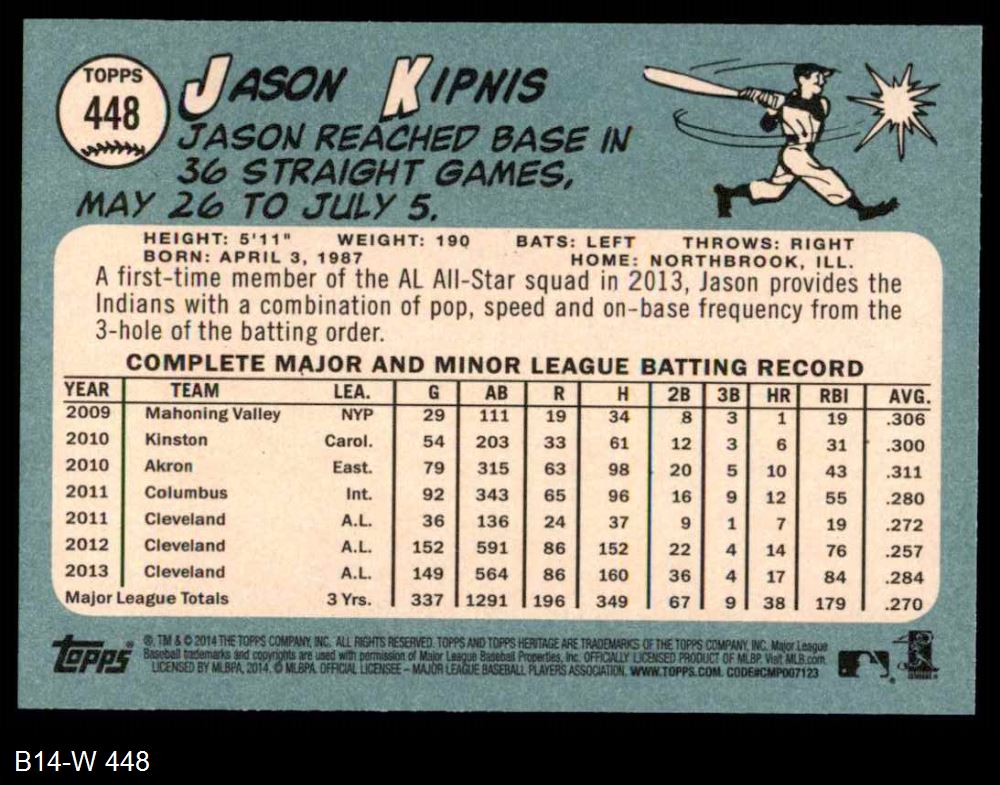 TOPPS
448
JASON KIPNIS
JASON REACHED BASE IN
36 STRAIGHT GAMES,
MAY 26 TO JULY 5.
HEIGHT: 5'11" WEIGHT: 190 BATS: LEFT THROWS: RIGHT
BORN: APRIL 3, 1987 HOME: NORTHBROOK, ILL.
A first-time member of the AL All-Star squad in 2013, Jason provides the
Indians with a combination of pop, speed and on-base frequency from the
3-hole of the batting order.
COMPLETE MAJOR AND MINOR LEAGUE BATTING RECORD
YEAR TEAM LEA. G AB R H 2B 3B HR RBI AVG.
2009 Mahoning Valley NYP 29 111 19 34 8 3 1 19 .306
2010 Kinston Carol. 54 203 33 61 12 3 6 31 .300
2010 Akron East. 79 315 63 98 20 5 10 43 .311
2011 Columbus Int. 92 343 65 96 16 9 12 55 .280
2011 Cleveland A.L. 36 136 24 37 9 1 7 19 .272
2012 Cleveland A.L. 152 591 86 152 22 4 14 76 .257
2013 Cleveland A.L. 149 564 86 160 36 4 17 84 .284
Major League Totals 3 Yrs. 337 1291 196 349 67 9 38 179 .270
Topps
®, TM & © 2014 THE TOPPS COMPANY, INC. ALL RIGHTS RESERVED. TOPPS AND TOPPS HERITAGE ARE TRADEMARKS OF THE TOPPS COMPANY, INC. Major League
Baseball trademarks and copyrights are used with permission of Major League Baseball Properties, Inc. OFFICIALLY LICENSED PRODUCT OF MLBP. Visit MLB.com
LICENSED BY MLBPA, 2014, © MLBPA. OFFICIAL LICENSEE – MAJOR LEAGUE BASEBALL PLAYERS ASSOCIATION. WWW.TOPPS.COM. CODE#CMP007123
B14-W 448